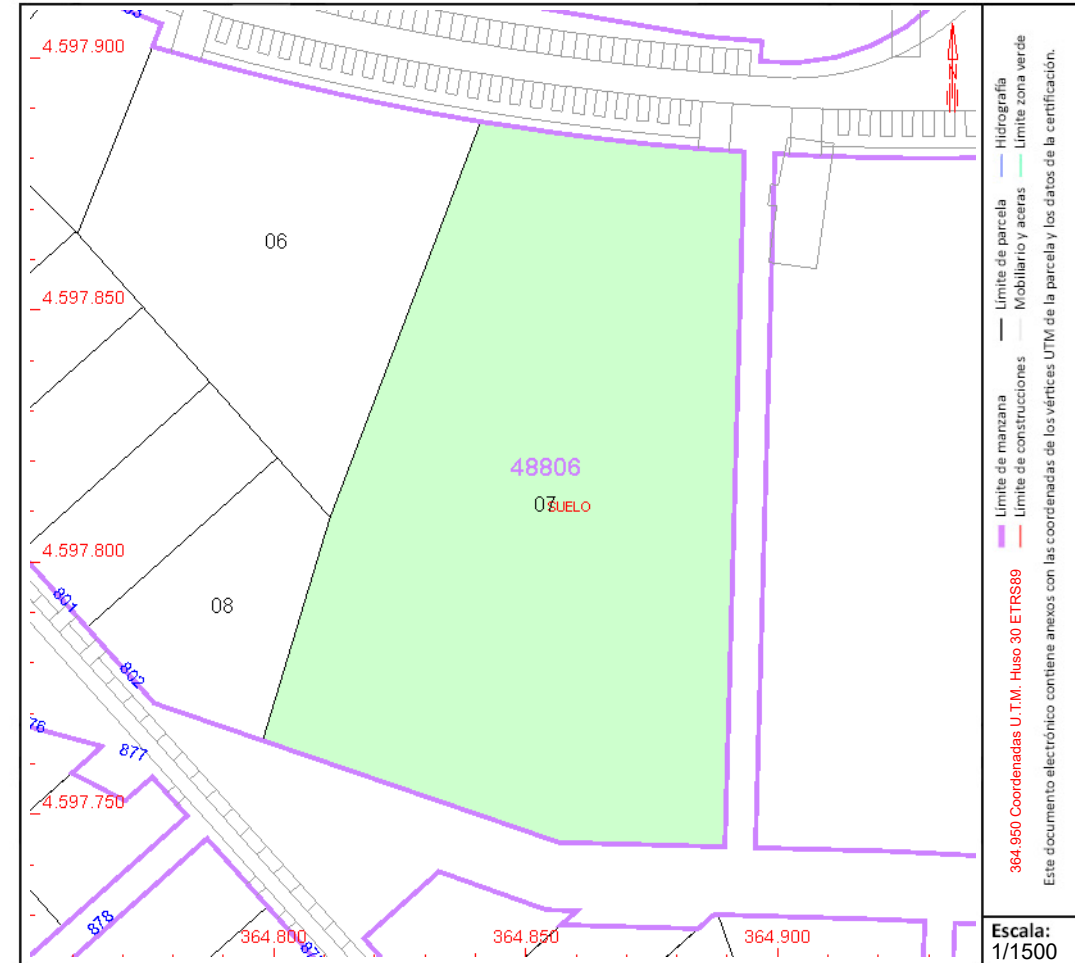 4.597.900
06
4.597.850
48806
07
SUELO
4.597.800
801
08
802
76
877
4.597.750
878
364.800
364.850
364.900
N
Límite de manzana
Límite de parcela
Hidrografía
364.950 Coordenadas U.T.M. Huso 30 ETRS89
Límite de construcciones
Mobiliario y aceras
Límite zona verde
Este documento electrónico contiene anexos con las coordenadas de los vértices UTM de la parcela y los datos de la certificación.
Escala:
1/1500